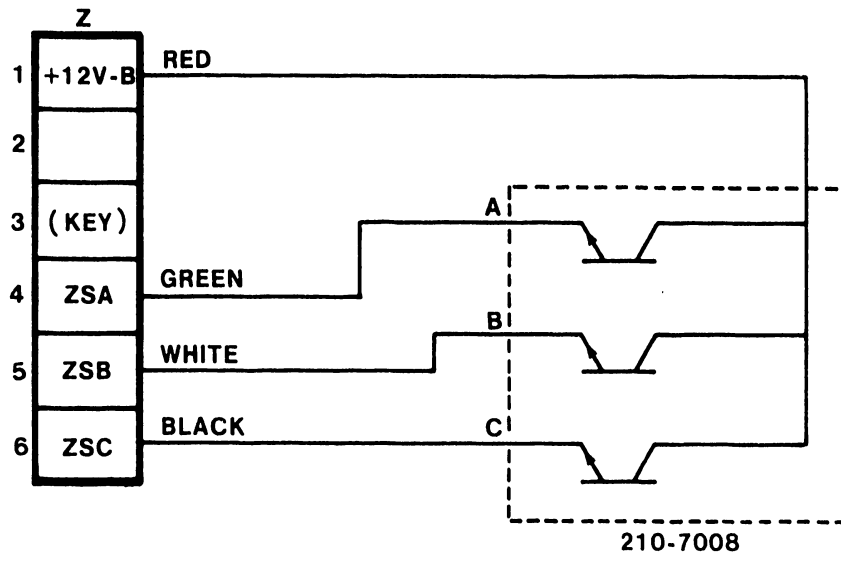 Z
1 +12V-B RED
2
3 (KEY) A
4 ZSA GREEN
B
5 ZSB WHITE
6 ZSC BLACK C
210-7008